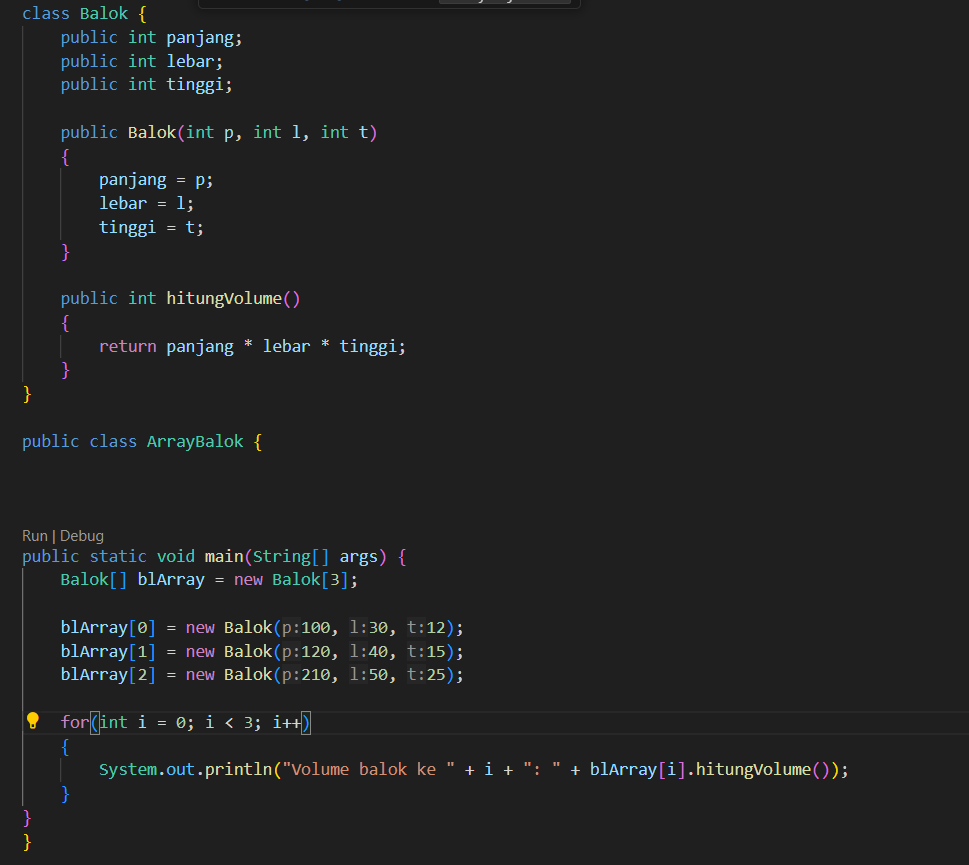 class Balok {
    public int panjang;
    public int lebar;
    public int tinggi;

    public Balok(int p, int l, int t)
    {
        panjang = p;
        lebar = l;
        tinggi = t;
    }

    public int hitungVolume()
    {
        return panjang * lebar * tinggi;
    }
}

public class ArrayBalok {

Run | Debug
public static void main(String[] args) {
    Balok[] blArray = new Balok[3];

    blArray[0] = new Balok(p:100, l:30, t:12);
    blArray[1] = new Balok(p:120, l:40, t:15);
    blArray[2] = new Balok(p:210, l:50, t:25);

    for(int i = 0; i < 3; i++)
    {
        System.out.println("Volume balok ke " + i + ": " + blArray[i].hitungVolume());
    }
}
}